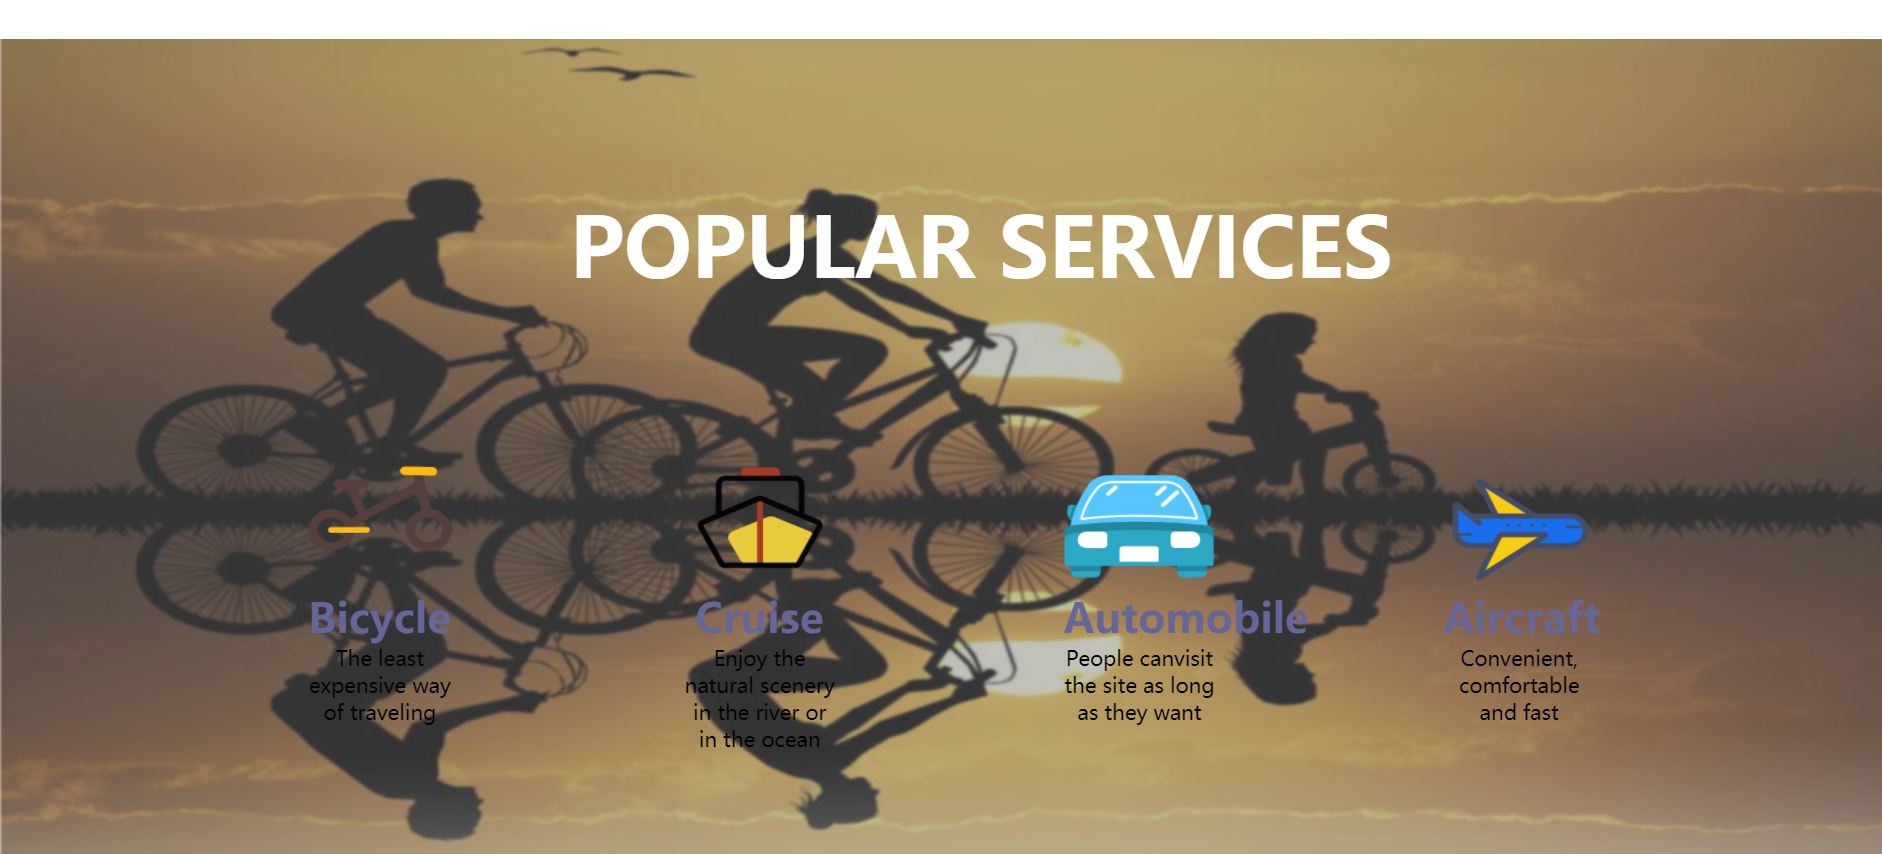 POPULAR SERVICES
Bicycle
The least
expensive way
of traveling
Cruise
Enjoy the
natural scenery
in the river or
in the ocean
Automobile
People canvisit
the site as long
as they want
Aircraft
Convenient,
comfortable
and fast